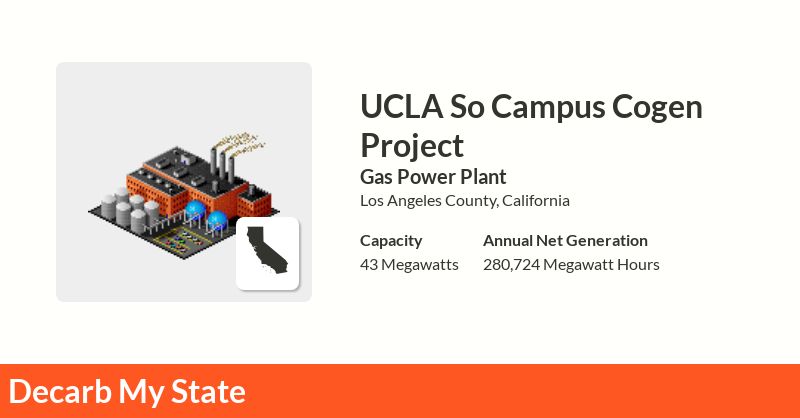 UCLA So Campus Cogen
Project
Gas Power Plant
Los Angeles County, California
Capacity
Annual Net Generation
43 Megawatts
280,724 Megawatt Hours
Decarb My State